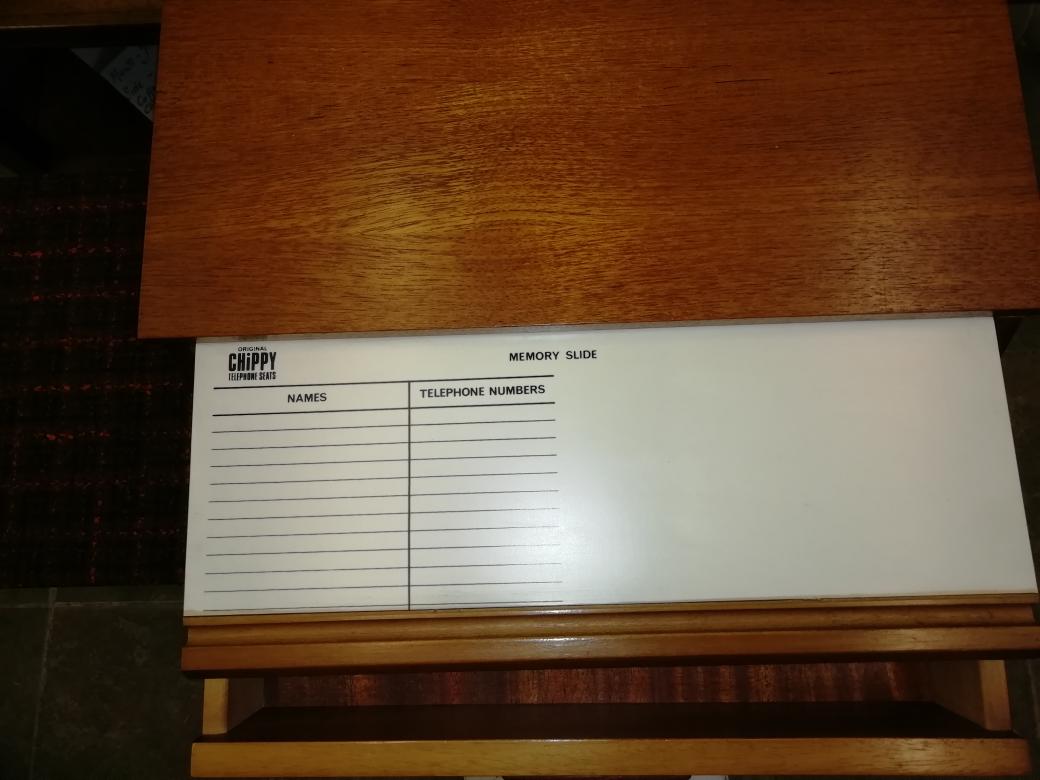 ORIGINAL
CHiPPY
TELEPHONE SEATS
MEMORY SLIDE
NAMES
TELEPHONE NUMBERS